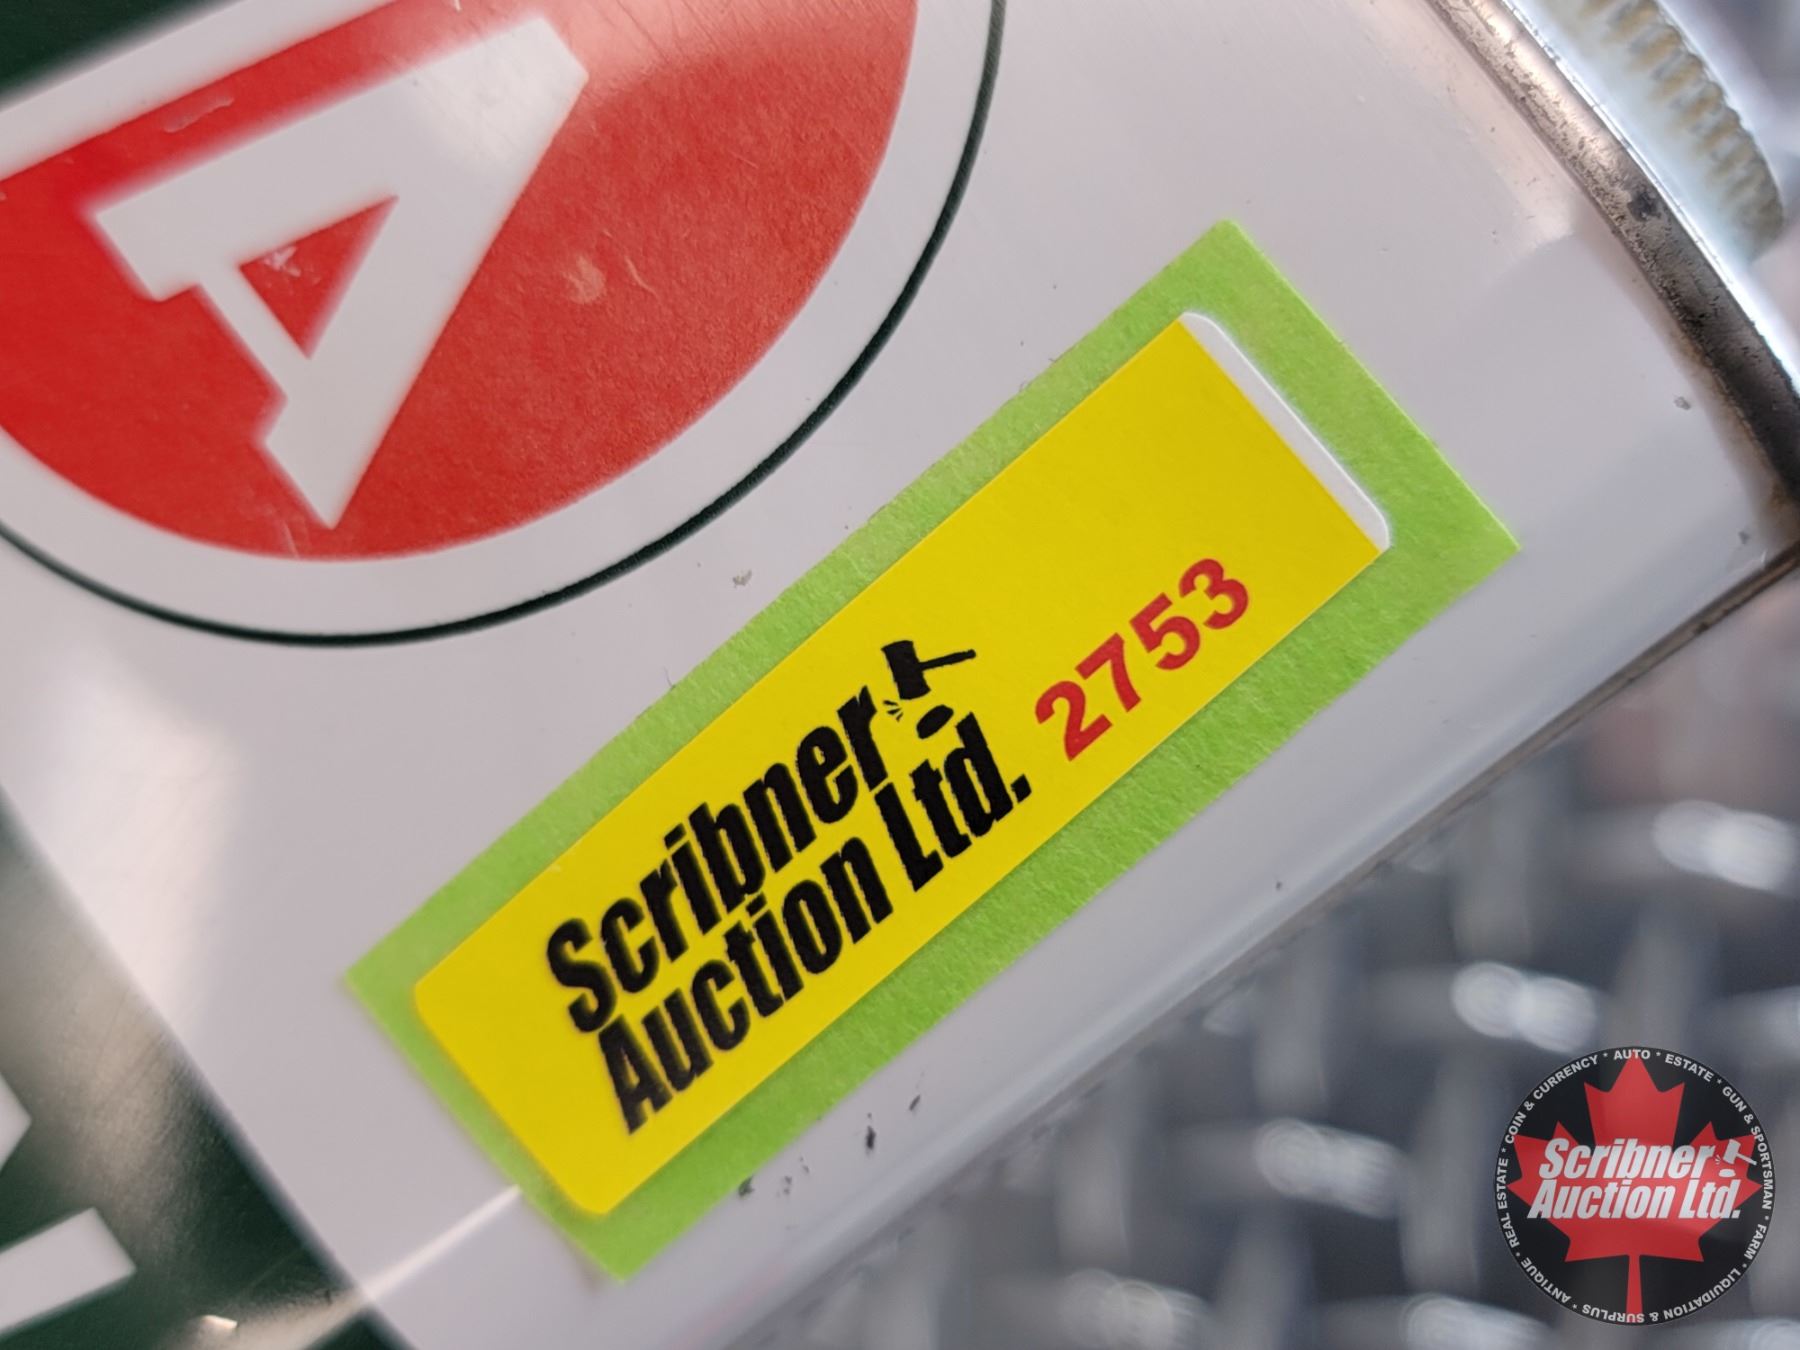 A
Scribner
Auction Ltd.
2753
COIN & CURRENCY * AUTO * ESTATE * GUN & SPORTSMAN * FARM * LIQUIDATION & SURPLUS * ANTIQUE * REAL ESTATE *
Scribner
Auction Ltd.